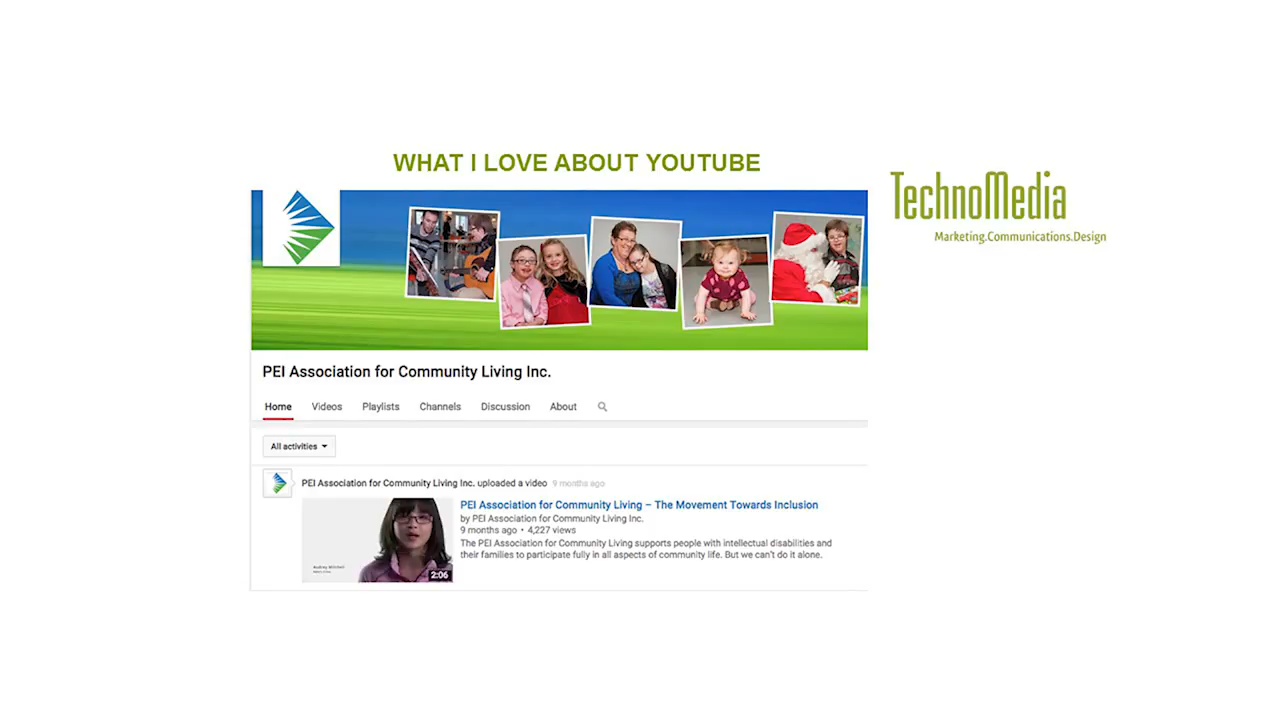 WHAT I LOVE ABOUT YOUTUBE
TechnoMedia
Marketing.Communications.Design
PEI Association for Community Living Inc.
Home Videos Playlists Channels Discussion About
All activities
PEI Association for Community Living Inc. uploaded a video 9 months ago
PEI Association for Community Living – The Movement Towards Inclusion
by PEI Association for Community Living Inc.
9 months ago • 4,227 views
The PEI Association for Community Living supports people with intellectual disabilities and
their families to participate fully in all aspects of community life. But we can't do it alone.
Audrey Mitchell
2:06